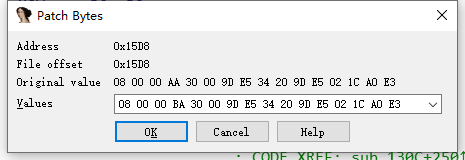 Patch Bytes
Address 0x15D8
File offset 0x15D8
Original value 08 00 00 AA 30 00 9D E5 34 20 9D E5 02 1C A0 E3
Values 08 00 00 BA 30 00 9D E5 34 20 9D E5 02 1C A0 E3
OK Cancel Help
; CODE XREF: sub_130C+250↑